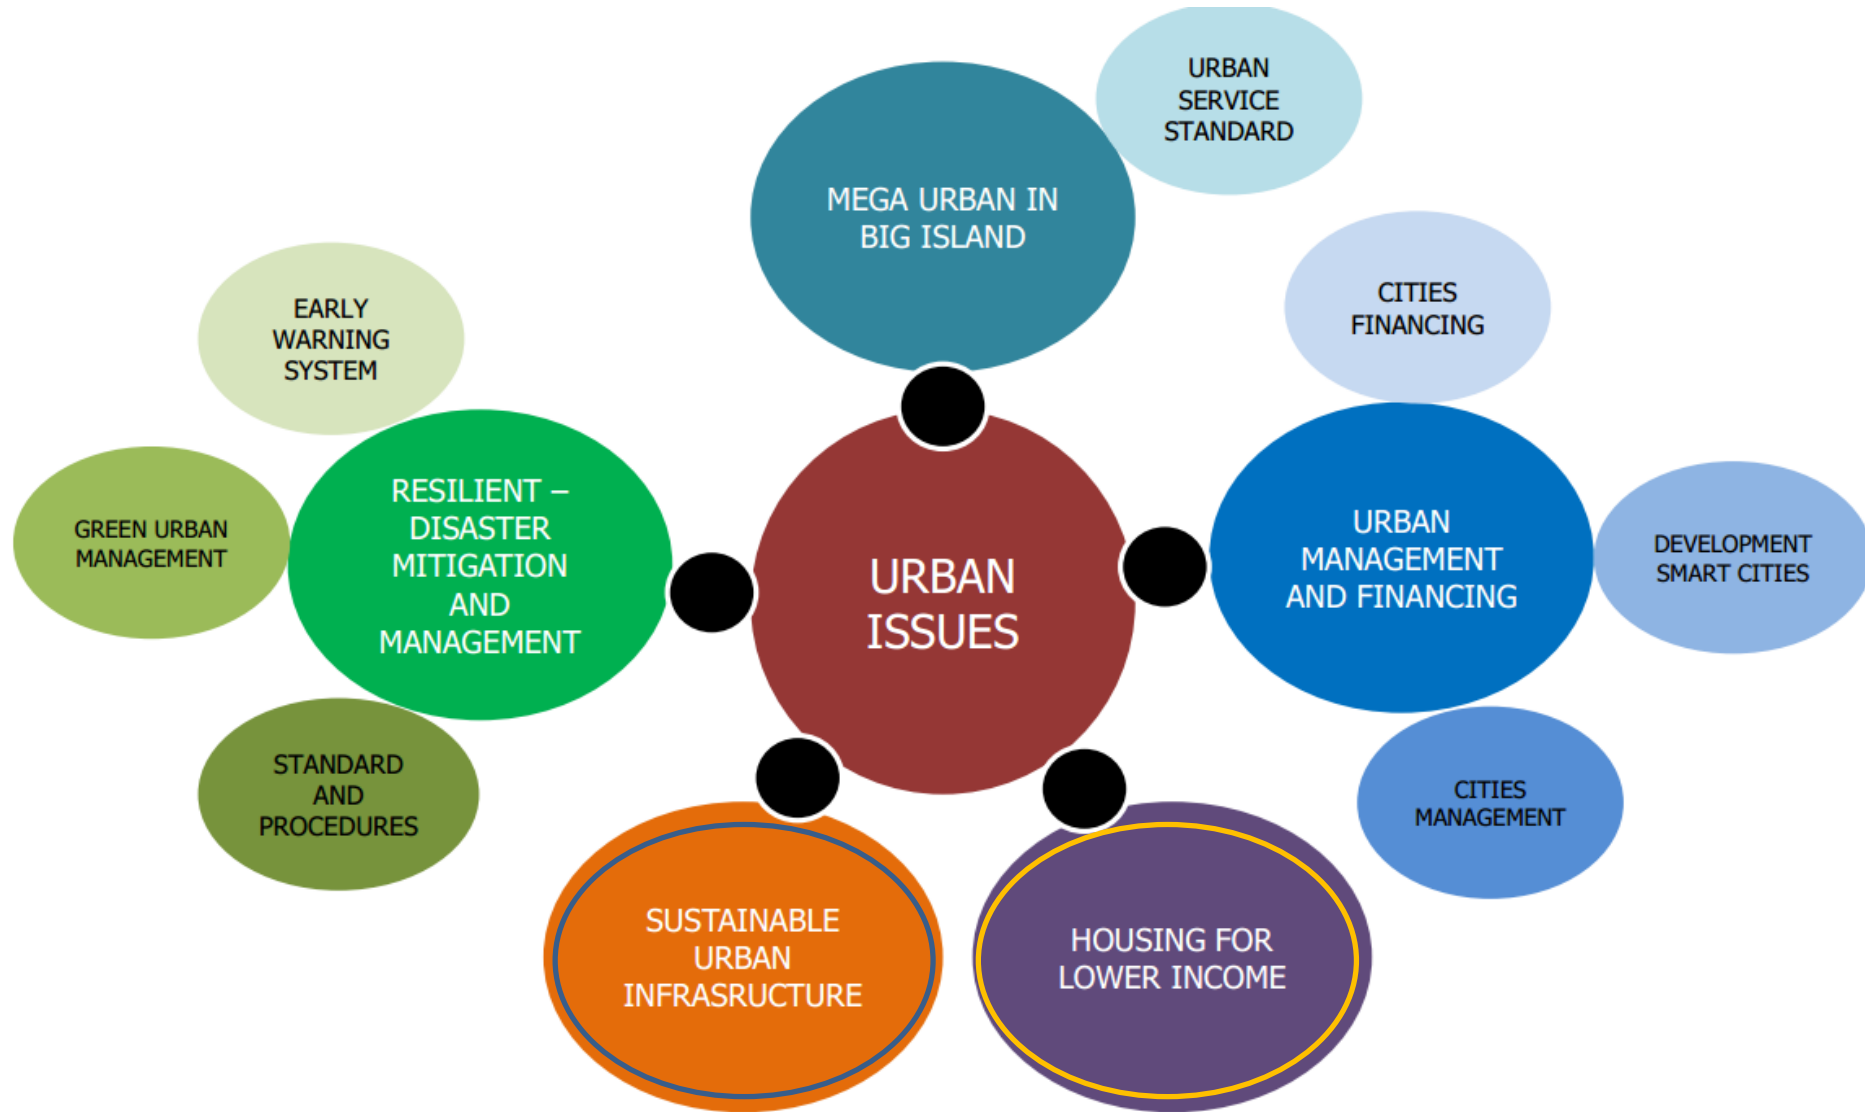 URBAN
SERVICE
STANDARD
MEGA URBAN IN
BIG ISLAND
CITIES
FINANCING
EARLY
WARNING
SYSTEM
RESILIENT –
DISASTER
MITIGATION
AND
MANAGEMENT
GREEN URBAN
MANAGEMENT
URBAN
ISSUES
URBAN
MANAGEMENT
AND FINANCING
DEVELOPMENT
SMART CITIES
STANDARD
AND
PROCEDURES
CITIES
MANAGEMENT
SUSTAINABLE
URBAN
INFRASRUCTURE
HOUSING FOR
LOWER INCOME